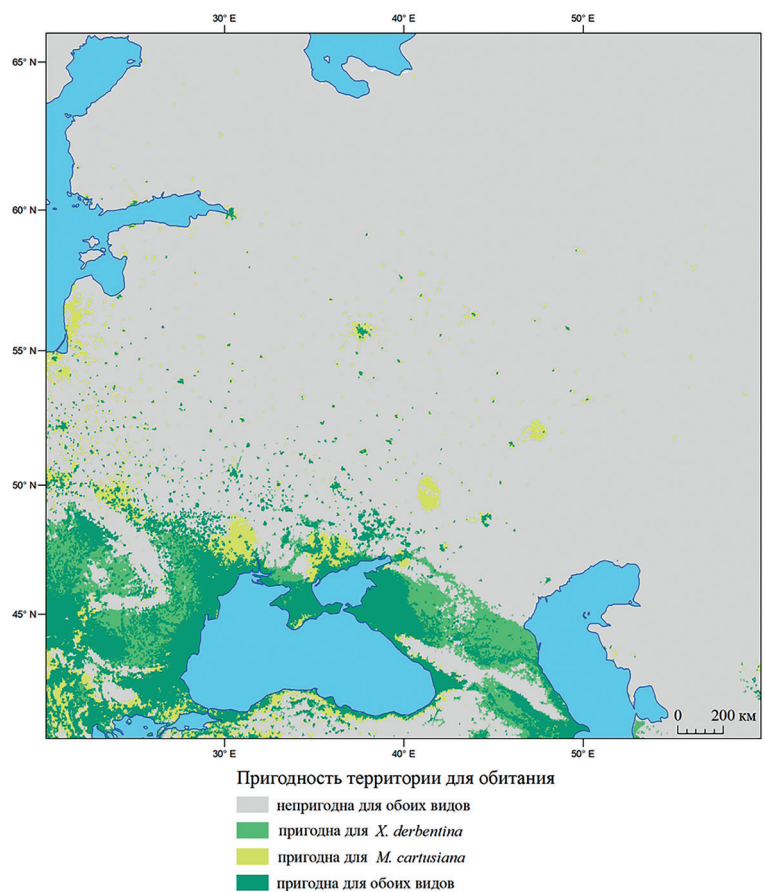 30° E 40° E 50° E
65° N
60° N
55° N
50° N
45° N
0 200 км
30° E 40° E 50° E
Пригодность территории для обитания
непригодна для обоих видов
пригодна для X. derbentina
пригодна для M. cartusiana
пригодна для обоих видов